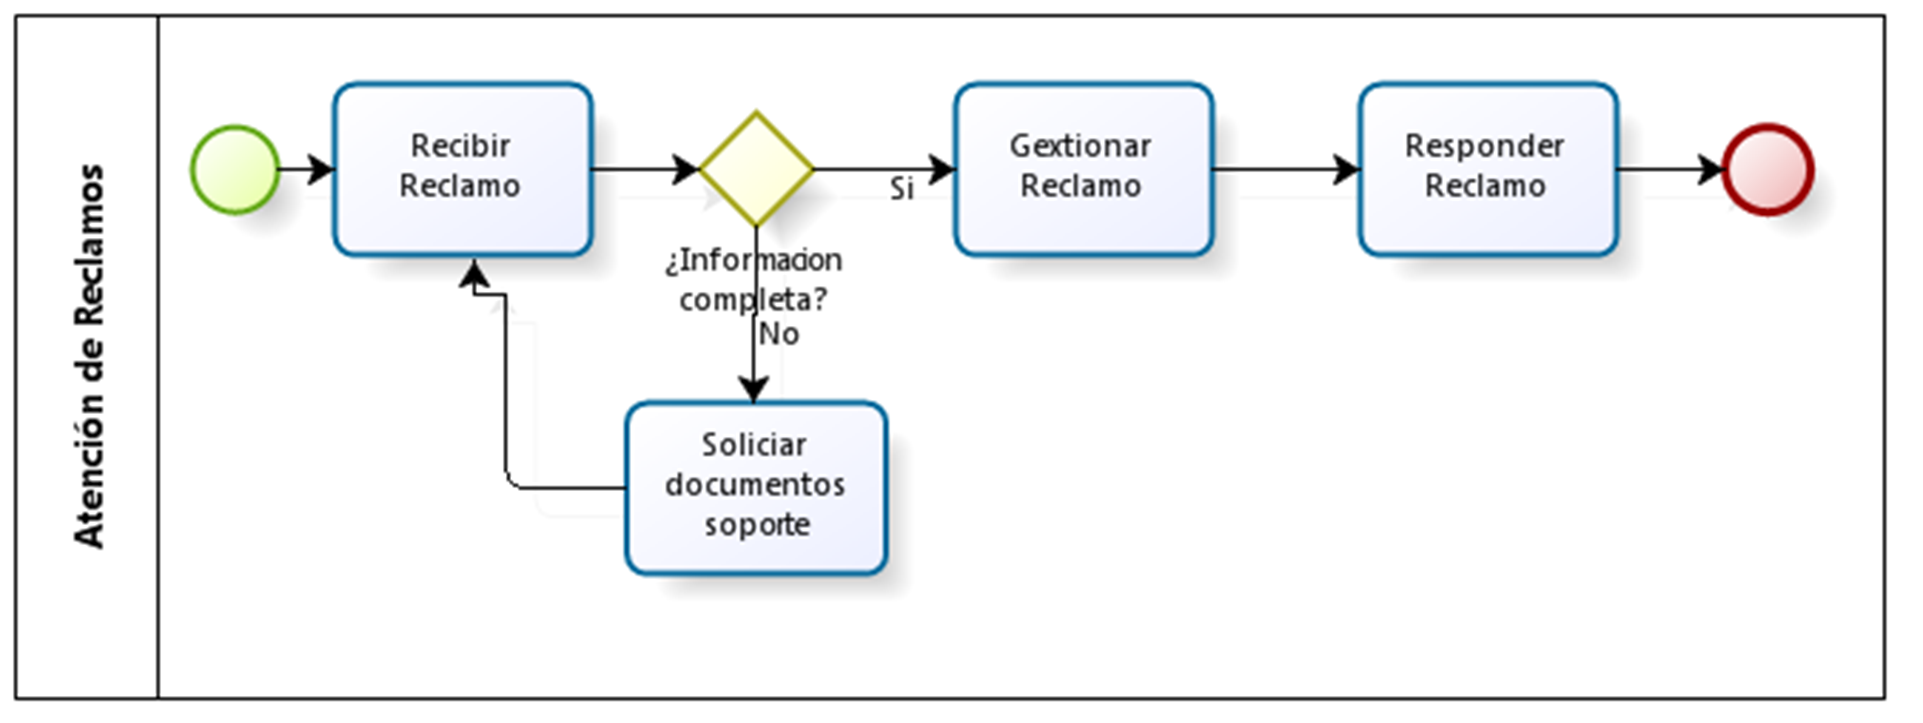 Atención de Reclamos
Recibir
Reclamo
¿Informacion
completa?
Si
No
Gextionar
Reclamo
Responder
Reclamo
Soliciar
documentos
soporte